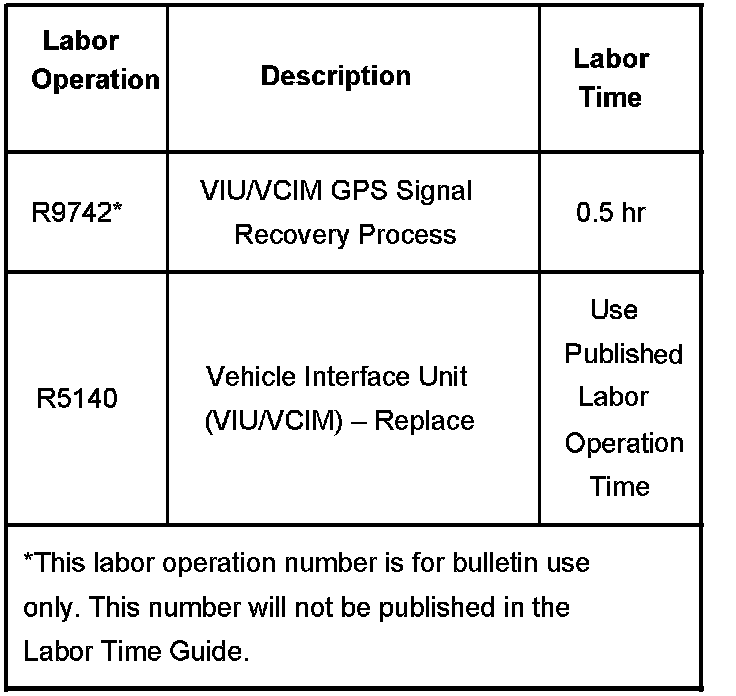 Labor
Operation
Description
Labor
Time
R9742*
VIU/VCIM GPS Signal
Recovery Process
0.5 hr
R5140
Vehicle Interface Unit
(VIU/VCIM) – Replace
Use
Published
Labor
Operation
Time
*This labor operation number is for bulletin use
only. This number will not be published in the
Labor Time Guide.